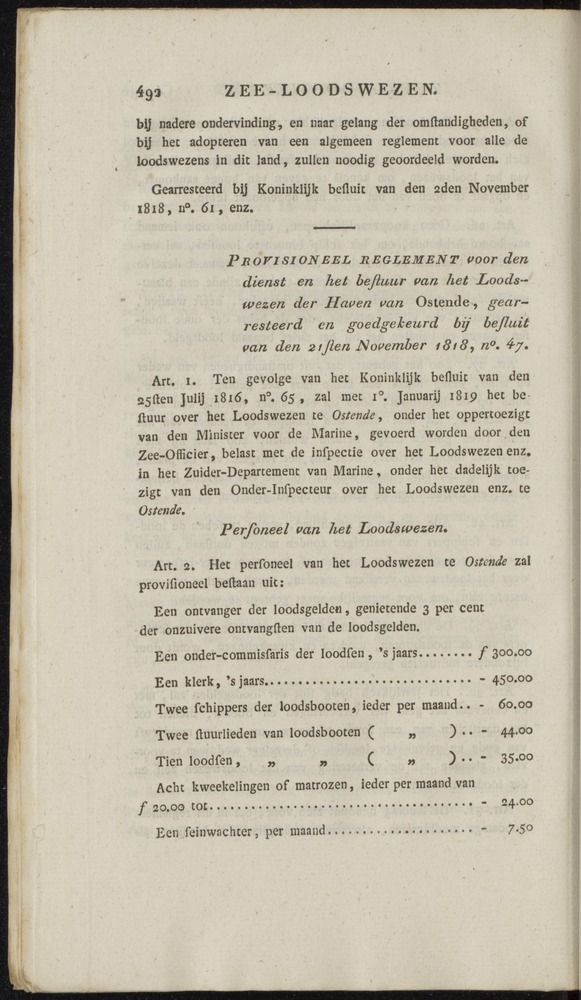 492 ZEE-LOODSWEZEN.
bij nadere ondervinding, en naar gelang der omſtandigheden, of
bij het adopteren van een algemeen reglement voor alle de
loodswezens in dit land, zullen noodig geoordeeld worden.
Gearresteerd bij Koninklijk beſluit van den 2den November
1818, nº. 61, enz.
PROVISIONEEL REGLEMENT voor den
dienst en het beſtuur van het Loods-
wezen der Haven van Ostende, gear-
resteerd en goedgekeurd bij beſluit
van den 21ſten November 1818, nº. 47.
Art. 1. Ten gevolge van het Koninklijk beſluit van den
25ſten Julij 1816, nº. 65, zal met 1º. Januarij 1819 het be-
ſtuur over het Loodswezen te Ostende, onder het oppertoezigt
van den Minister voor de Marine, gevoerd worden door den
Zee-Officier, belast met de inſpectie over het Loodswezen enz.
in het Zuider-Departement van Marine, onder het dadelijk toe-
zigt van den Onder-Inſpecteur over het Loodswezen enz. te
Ostende.
Perſoneel van het Loodswezen.
Art. 2. Het perſoneel van het Loodswezen te Ostende zal
proviſioneel beſtaan uit:
Een ontvanger der loodsgelden, genietende 3 per cent
der onzuivere ontvangſten van de loodsgelden.
Een onder-commisſaris der loodſen, 's jaars........ f 300.00
Een klerk, 's jaars.............................. - 450.00
Twee ſchippers der loodsbooten, ieder per maand.. - 60.00
Twee ſtuurlieden van loodsbooten ( „ ) .. - 44.00
Tien loodſen, „ „ ( „ ) .. - 35.00
Acht kweekelingen of matrozen, ieder per maand van
f 20.00 tot...................................... - 24.00
Een ſeinwachter, per maand..................... - 7.50